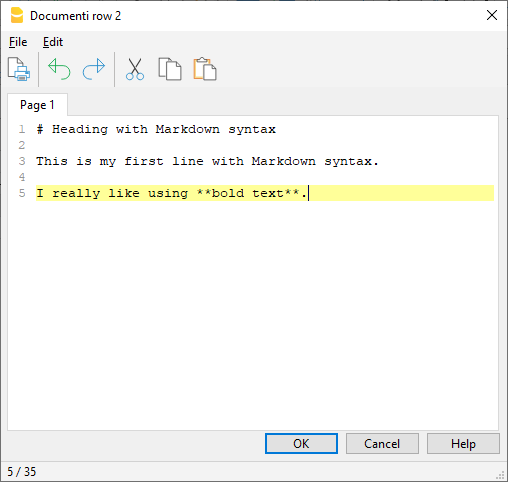 Documenti row 2
File Edit
Page 1
1 # Heading with Markdown syntax
2
3 This is my first line with Markdown syntax.
4
5 I really like using **bold text**.
OK Cancel Help
5 / 35